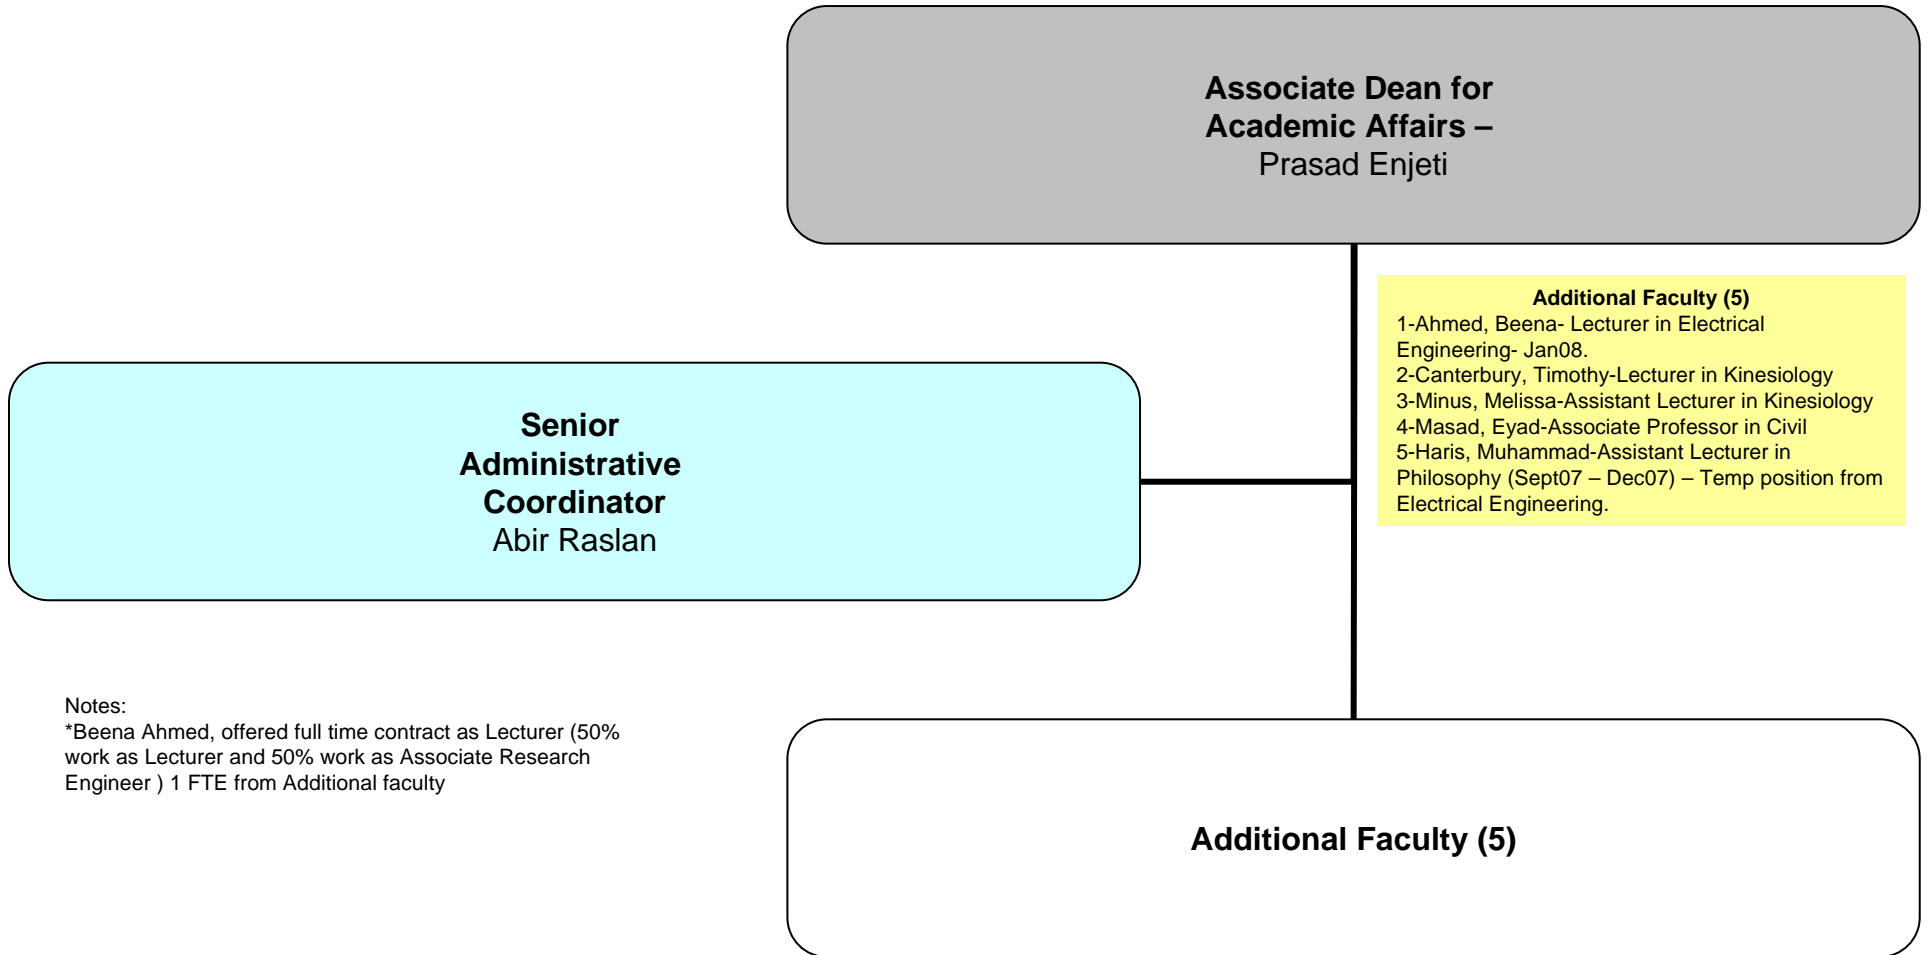 Associate Dean for
Academic Affairs –
Prasad Enjeti
Additional Faculty (5)
1-Ahmed, Beena- Lecturer in Electrical
Engineering- Jan08.
2-Canterbury, Timothy-Lecturer in Kinesiology
3-Minus, Melissa-Assistant Lecturer in Kinesiology
4-Masad, Eyad-Associate Professor in Civil
5-Haris, Muhammad-Assistant Lecturer in
Philosophy (Sept07 – Dec07) – Temp position from
Electrical Engineering.
Senior
Administrative
Coordinator
Abir Raslan
Notes:
*Beena Ahmed, offered full time contract as Lecturer (50%
work as Lecturer and 50% work as Associate Research
Engineer ) 1 FTE from Additional faculty
Additional Faculty (5)